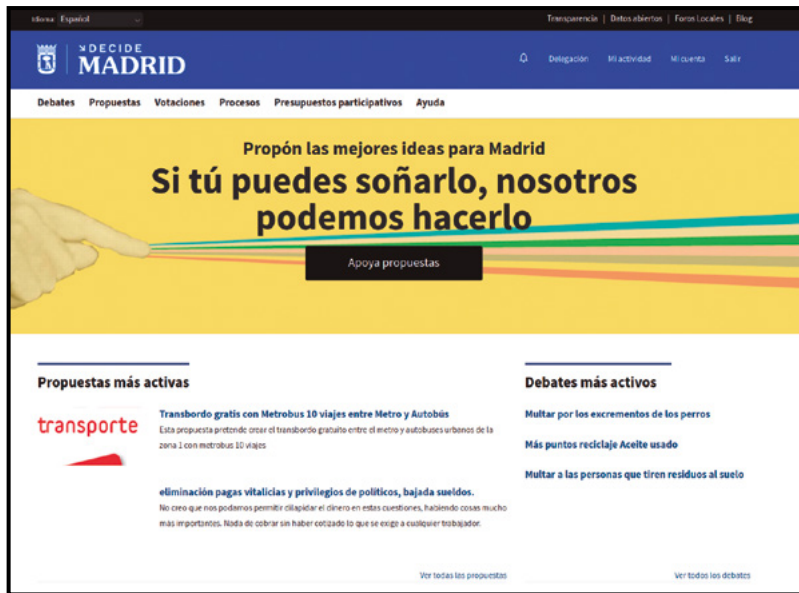 Idioma: Español
Transparencia | Datos abiertos | Foros Locales | Blog
DECIDE
MADRID
Delegación Mi actividad Mi cuenta Salir
Debates Propuestas Votaciones Procesos Presupuestos participativos Ayuda
Propón las mejores ideas para Madrid
Si tú puedes soñarlo, nosotros
podemos hacerlo
Apoya propuestas
Propuestas más activas
transporte
Transbordo gratis con Metrobus 10 viajes entre Metro y Autobús
Esta propuesta pretende crear el transbordo gratuito entre el metro y autobuses urbanos de la
zona 1 con metrobus 10 viajes
eliminación pagas vitalicias y privilegios de políticos, bajada sueldos.
No creo que nos podamos permitir dilapidar el dinero en estas cuestiones, habiendo cosas mucho
más importantes. Nada de cobrar sin haber cotizado lo que se exige a cualquier trabajador.
Ver todas las propuestas
Debates más activos
Multar por los excrementos de los perros
Más puntos reciclaje Aceite usado
Multar a las personas que tiren residuos al suelo
Ver todos los debates